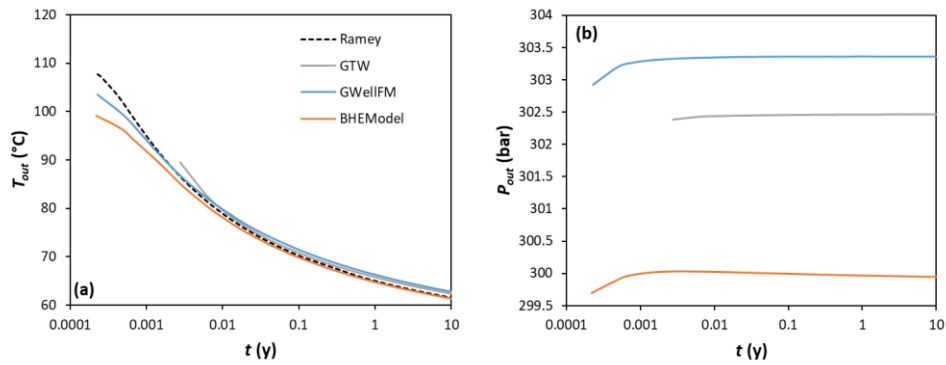 120
110
100
90
80
70
60
T_out (°C)
Ramey
GTW
GWellFM
BHEModel
(a)
0.0001 0.001 0.01 0.1 1 10
t (y)
304
303.5
303
302.5
302
301.5
301
300.5
300
299.5
P_out (bar)
(b)
0.0001 0.001 0.01 0.1 1 10
t (y)